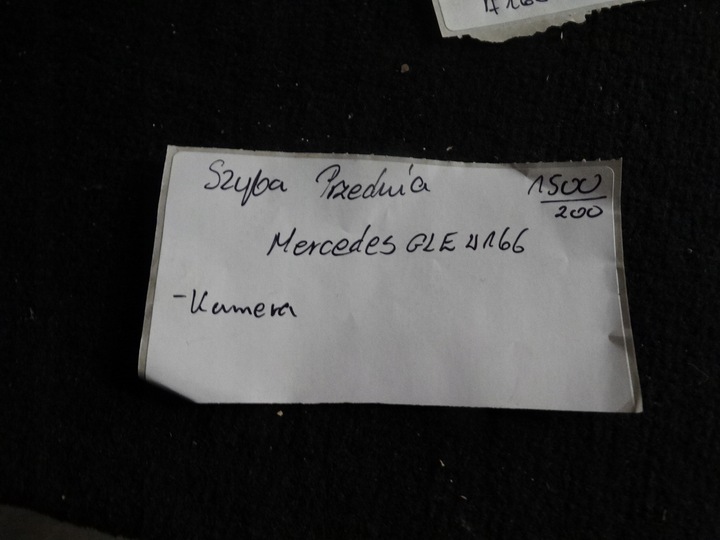 Szyba Przednia 1500
200
Mercedes GLE W166
- Kamera